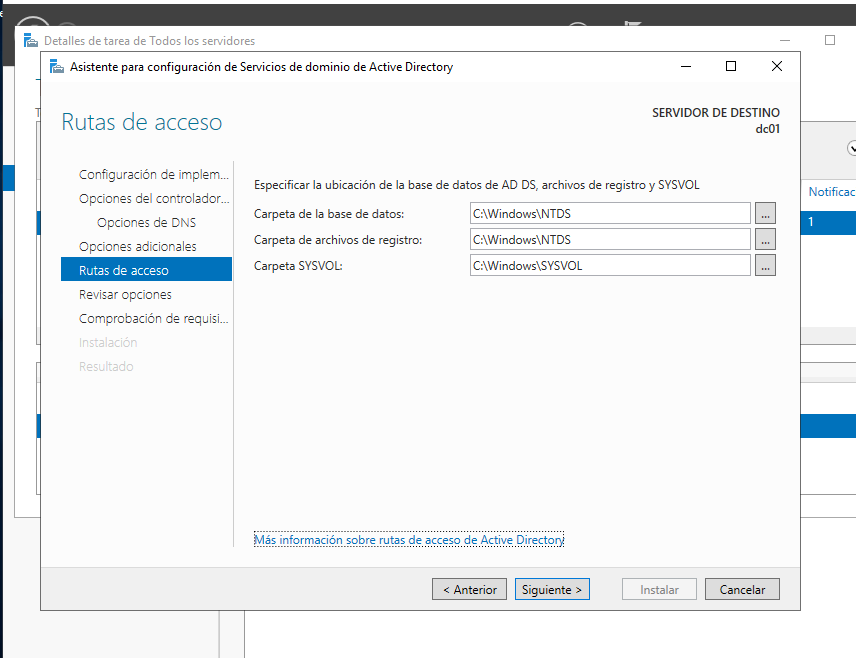 Detalles de tarea de Todos los servidores
Asistente para configuración de Servicios de dominio de Active Directory
Rutas de acceso
SERVIDOR DE DESTINO
dc01
Configuración de implem...
Opciones del controlador...
Opciones de DNS
Opciones adicionales
Rutas de acceso
Revisar opciones
Comprobación de requisi...
Instalación
Resultado
Especificar la ubicación de la base de datos de AD DS, archivos de registro y SYSVOL
Carpeta de la base de datos: C:\Windows\NTDS ...
Carpeta de archivos de registro: C:\Windows\NTDS ...
Carpeta SYSVOL: C:\Windows\SYSVOL ...
Notificac
1
Más información sobre rutas de acceso de Active Directory
< Anterior Siguiente > Instalar Cancelar